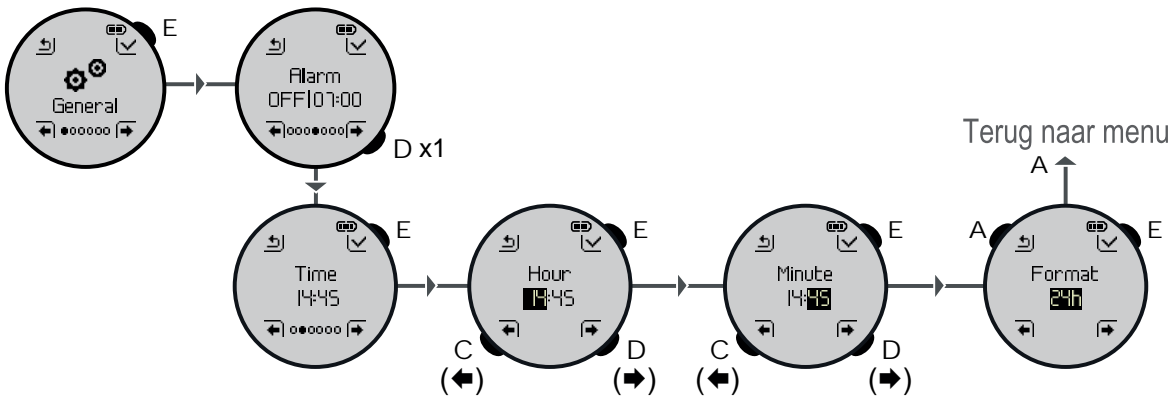 E
General
Alarm
OFF|07:00
D x1
Terug naar menu
A
Time
14:45
E
Hour
14:45
E
C
(←)
D
(→)
Minute
14:45
E
C
(←)
D
(→)
A
Format
24h
E